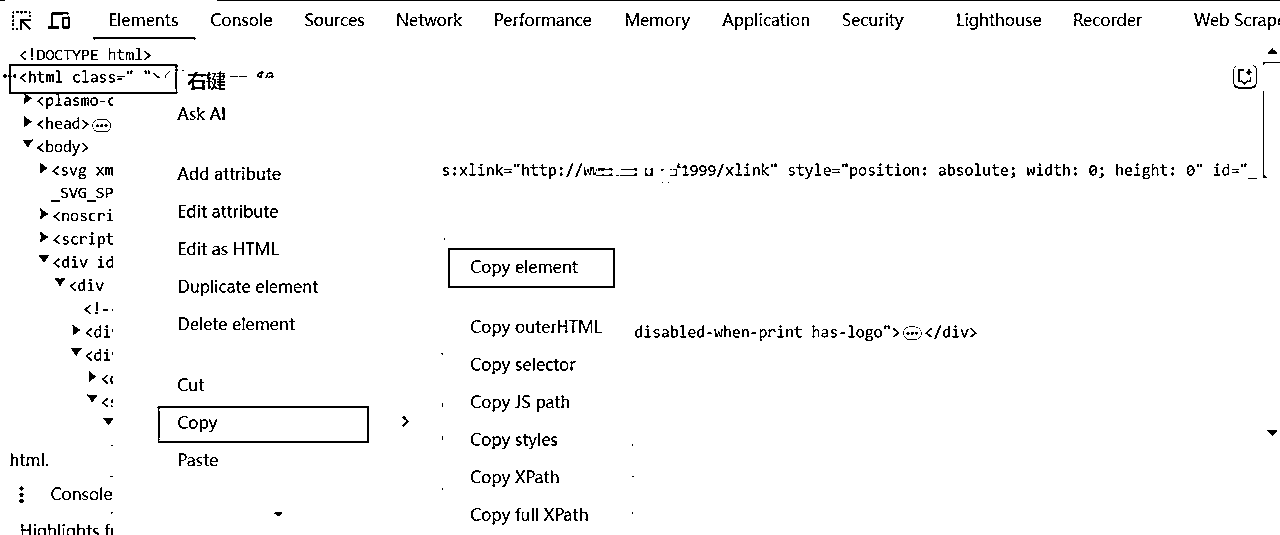 Elements Console Sources Network Performance Memory Application Security Lighthouse Recorder Web Scrape
<!DOCTYPE html>
<html class=" "
右键
<plasmo-c
Ask AI
<head>
<body>
Add attribute
<svg xm
s:xlink="http://w 1999/xlink" style="position: absolute; width: 0; height: 0" id="_
_SVG_SP
Edit attribute
<noscri
<script
Edit as HTML
<div id
Copy element
<div
Duplicate element
<!--
Delete element
Copy outerHTML
<di
disabled-when-print has-logo">
</div>
<di
Copy selector
Cut
Copy JS path
<s
Copy
Copy styles
html.
Paste
Copy XPath
Console
Copy full XPath
Highlights f